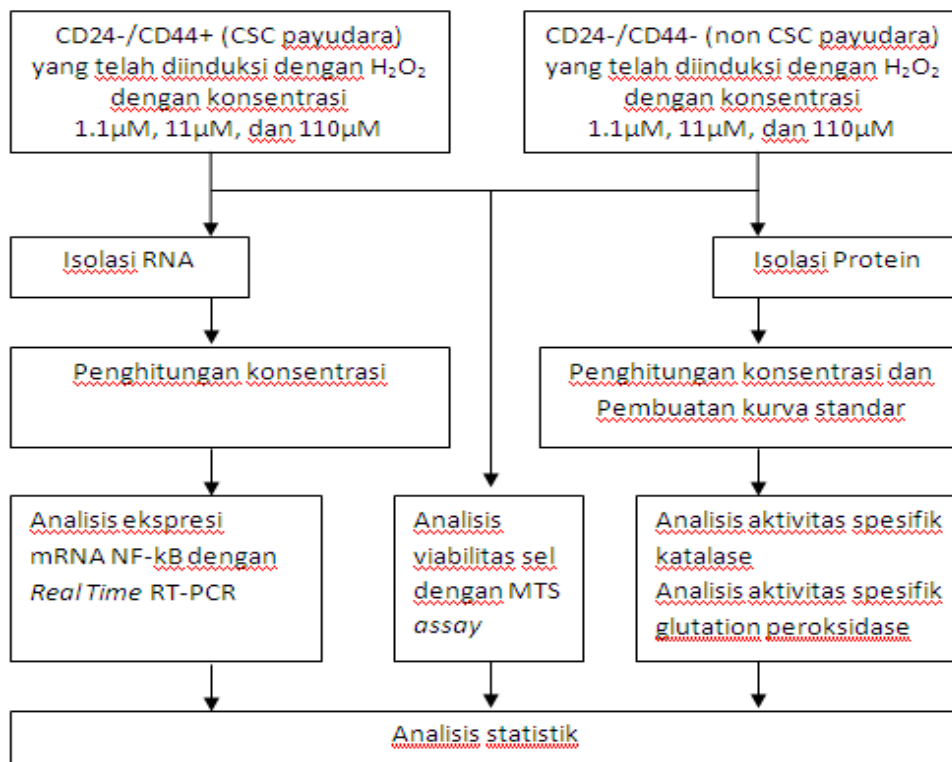 CD24-/CD44+ (CSC payudara)
yang telah diinduksi dengan H₂O₂
dengan konsentrasi
1.1µM, 11µM, dan 110µM
CD24-/CD44- (non CSC payudara)
yang telah diinduksi dengan H₂O₂
dengan konsentrasi
1.1µM, 11µM, dan 110µM
Isolasi RNA
Isolasi Protein
Penghitungan konsentrasi
Penghitungan konsentrasi dan
Pembuatan kurva standar
Analisis ekspresi
mRNA NF-kB dengan
Real Time RT-PCR
Analisis
viabilitas sel
dengan MTS
assay
Analisis aktivitas spesifik
katalase
Analisis aktivitas spesifik
glutation peroksidase
Analisis statistik